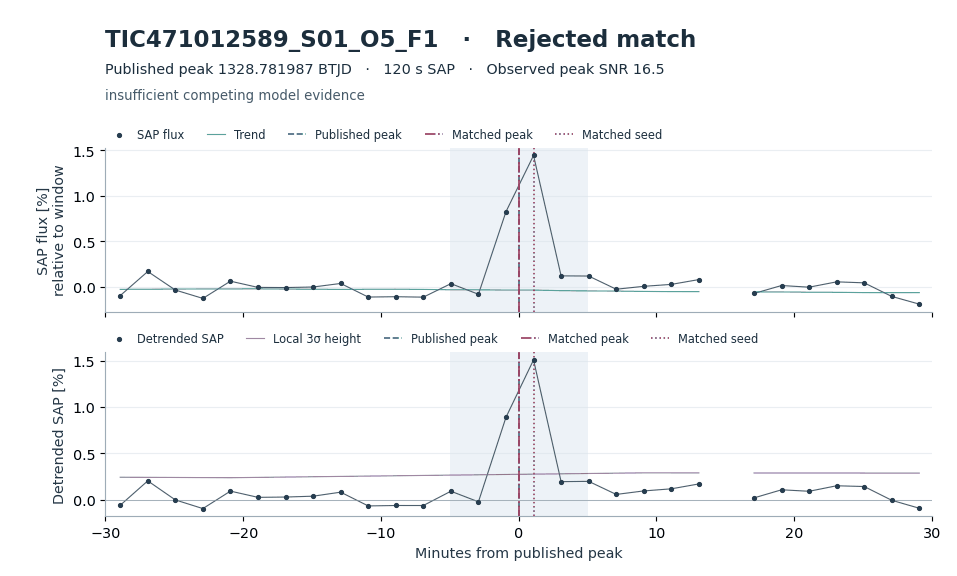 TIC471012589_S01_O5_F1 · Rejected match
Published peak 1328.781987 BTJD · 120 s SAP · Observed peak SNR 16.5
insufficient competing model evidence
SAP flux Trend Published peak Matched peak Matched seed
1.5
1.0
0.5
0.0
SAP flux [%]
relative to window
Detrended SAP Local 3σ height Published peak Matched peak Matched seed
1.5
1.0
0.5
0.0
Detrended SAP [%]
−30 −20 −10 0 10 20 30
Minutes from published peak